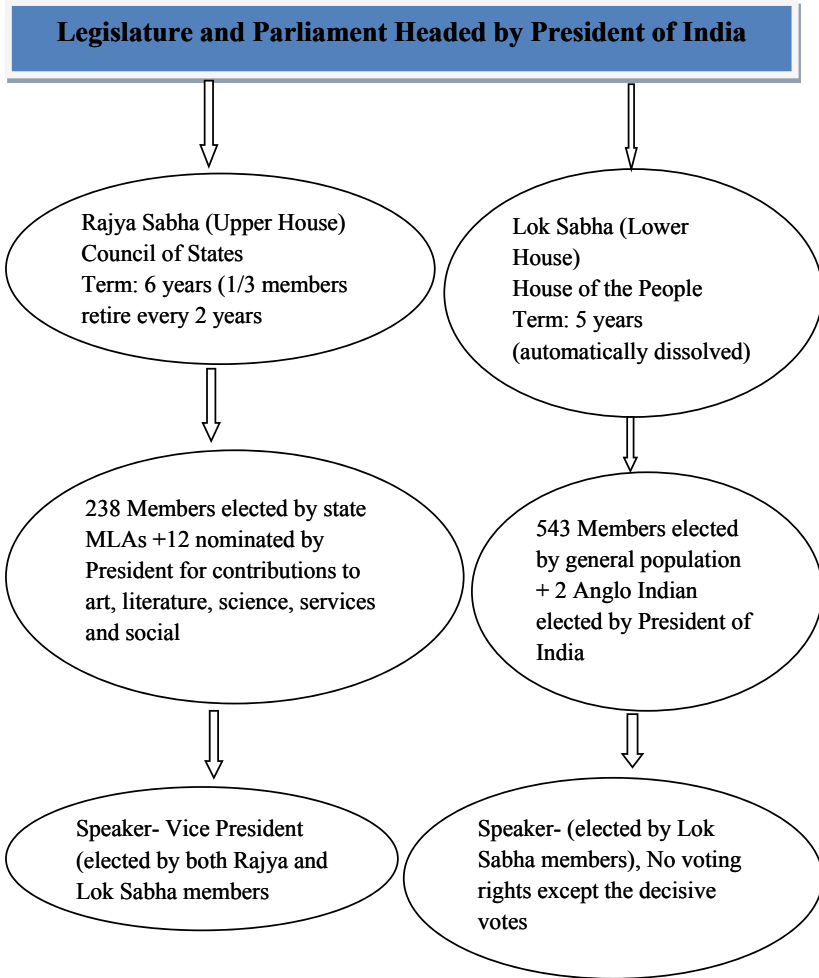 Legislature and Parliament Headed by President of India
Rajya Sabha (Upper House)
Council of States
Term: 6 years (1/3 members
retire every 2 years
Lok Sabha (Lower
House)
House of the People
Term: 5 years
(automatically dissolved)
238 Members elected by state
MLAs +12 nominated by
President for contributions to
art, literature, science, services
and social
543 Members elected
by general population
+ 2 Anglo Indian
elected by President of
India
Speaker- Vice President
(elected by both Rajya and
Lok Sabha members
Speaker- (elected by Lok
Sabha members), No voting
rights except the decisive
votes